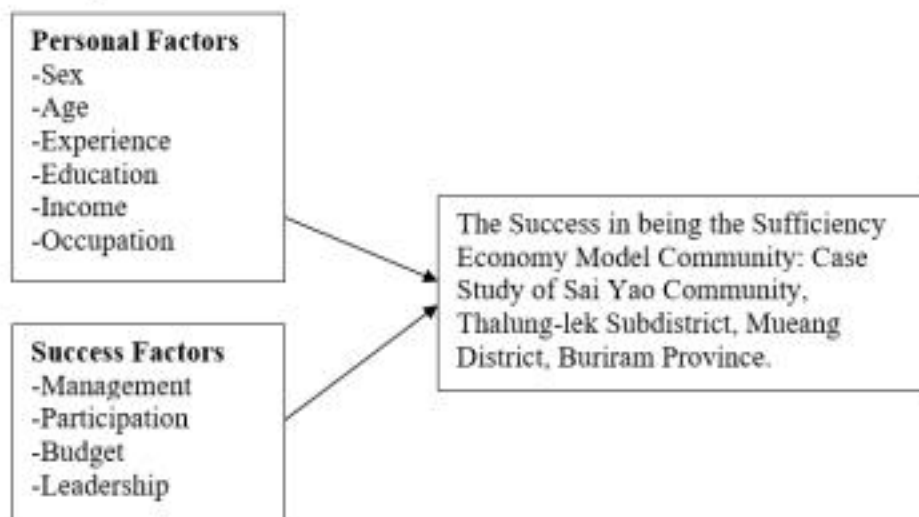 Personal Factors
-Sex
-Age
-Experience
-Education
-Income
-Occupation
The Success in being the Sufficiency
Economy Model Community: Case
Study of Sai Yao Community,
Thalung-lek Subdistrict, Mueang
District, Buriram Province.
Success Factors
-Management
-Participation
-Budget
-Leadership